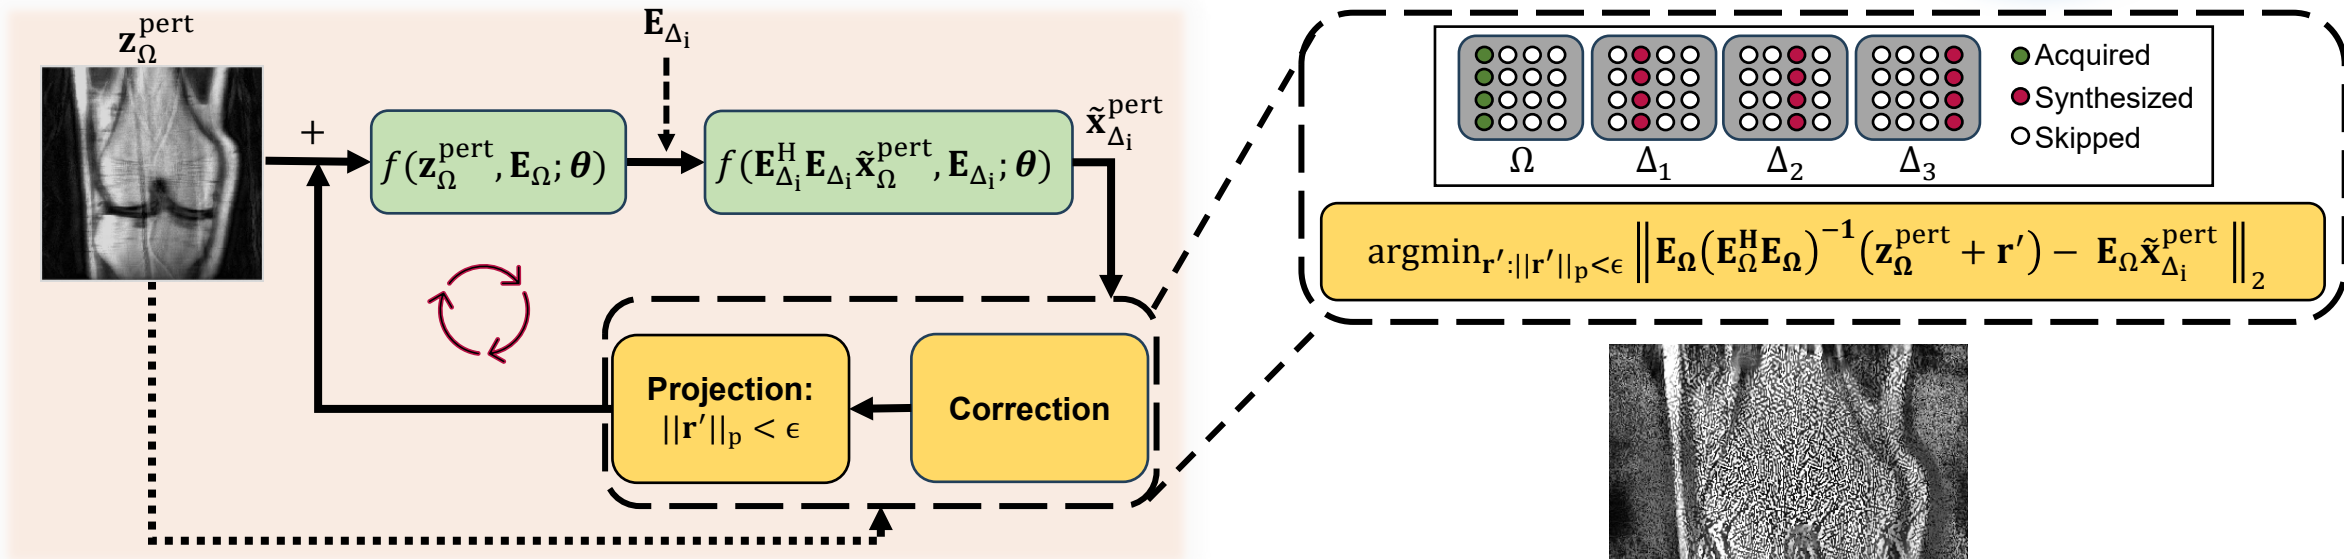 𝐳_Ω^pert
+
𝐄_Δᵢ
f(𝐳_Ω^pert, 𝐄_Ω; 𝜽)
f(𝐄_Δᵢ^H 𝐄_Δᵢ 𝐱̃_Ω^pert, 𝐄_Δᵢ; 𝜽)
𝐱̃_Δᵢ^pert
Projection:
||𝐫′||_p < ϵ
Correction
Acquired
Synthesized
Skipped
Ω Δ₁ Δ₂ Δ₃
argmin_{𝐫′:||𝐫′||_p<ϵ} ‖𝐄_Ω(𝐄_Ω^H 𝐄_Ω)^−1(𝐳_Ω^pert + 𝐫′) − 𝐄_Ω 𝐱̃_Δᵢ^pert‖_2